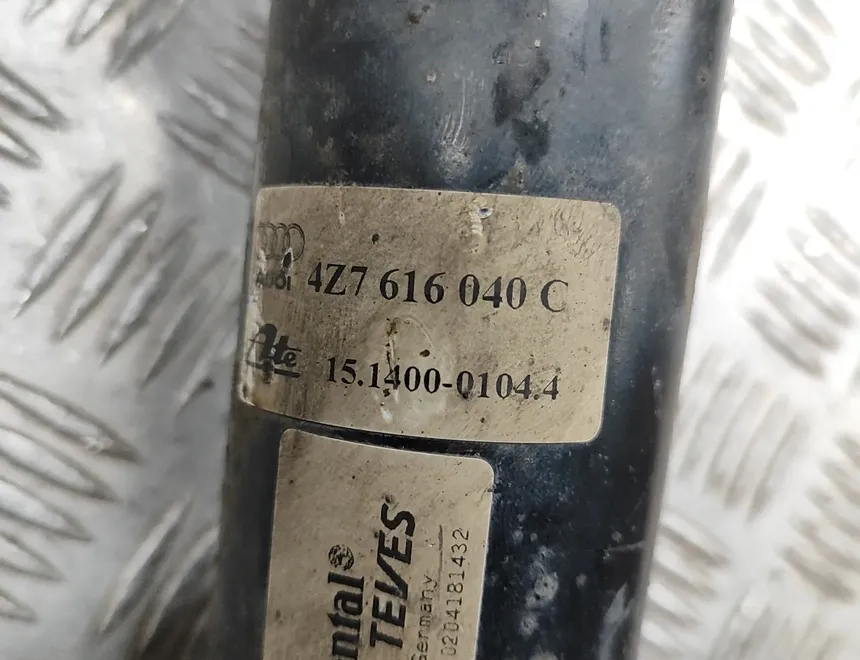 AUDI
4Z7 616 040 C
Ate
15.1400-0104.4
ntal
TEVES
Germany
0204181432